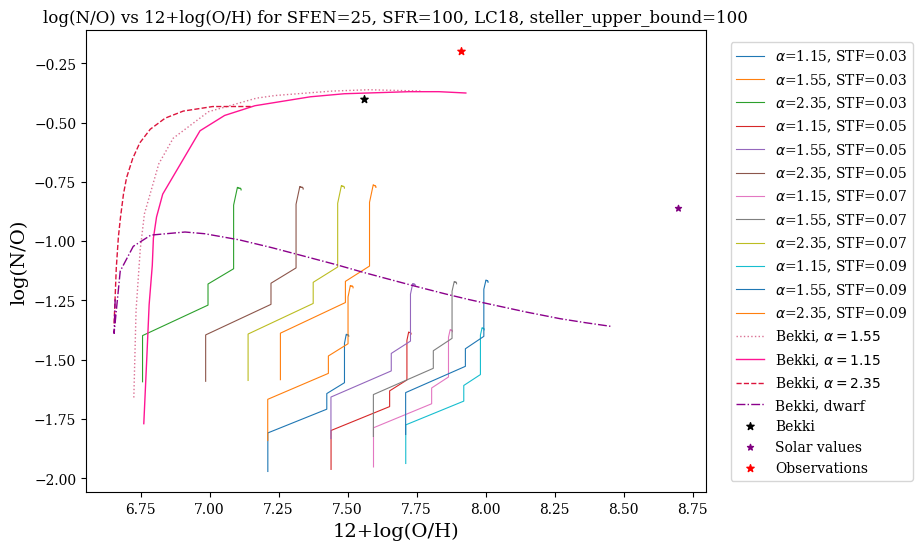 log(N/O) vs 12+log(O/H) for SFEN=25, SFR=100, LC18, steller_upper_bound=100
log(N/O)
−0.25
−0.50
−0.75
−1.00
−1.25
−1.50
−1.75
−2.00
6.75
7.00
7.25
7.50
7.75
8.00
8.25
8.50
8.75
12+log(O/H)
α=1.15, STF=0.03
α=1.55, STF=0.03
α=2.35, STF=0.03
α=1.15, STF=0.05
α=1.55, STF=0.05
α=2.35, STF=0.05
α=1.15, STF=0.07
α=1.55, STF=0.07
α=2.35, STF=0.07
α=1.15, STF=0.09
α=1.55, STF=0.09
α=2.35, STF=0.09
Bekki, α = 1.55
Bekki, α = 1.15
Bekki, α = 2.35
Bekki, dwarf
Bekki
Solar values
Observations